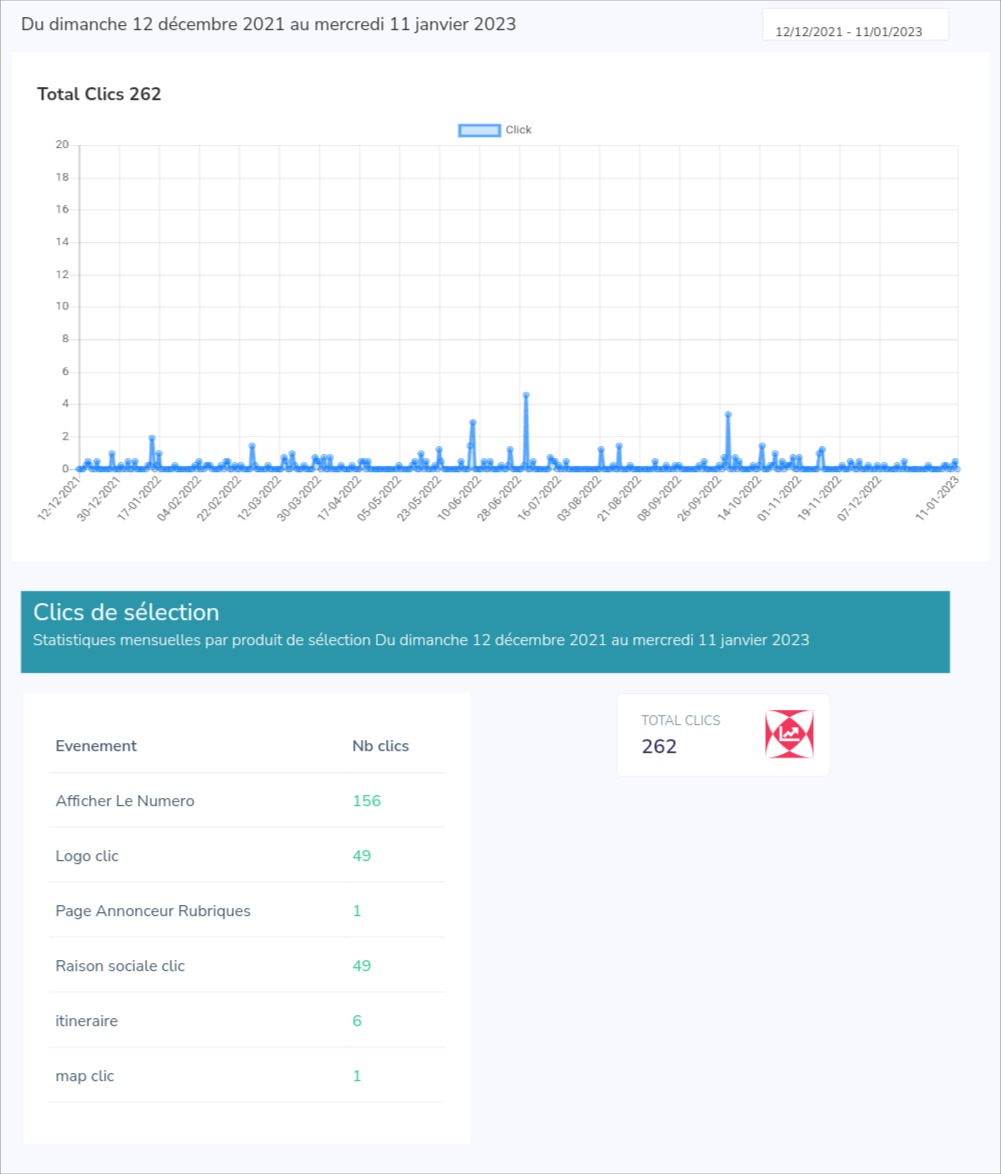 Du dimanche 12 décembre 2021 au mercredi 11 janvier 2023
12/12/2021 - 11/01/2023
Total Clics 262
Click
20
18
16
14
12
10
8
6
4
2
0
12-12-2021
30-12-2021
17-01-2022
04-02-2022
22-02-2022
12-03-2022
30-03-2022
17-04-2022
05-05-2022
23-05-2022
10-06-2022
28-06-2022
16-07-2022
03-08-2022
21-08-2022
08-09-2022
26-09-2022
14-10-2022
01-11-2022
19-11-2022
07-12-2022
11-01-2023
Clics de sélection
Statistiques mensuelles par produit de sélection Du dimanche 12 décembre 2021 au mercredi 11 janvier 2023
Evenement Nb clics
Afficher Le Numero 156
Logo clic 49
Page Annonceur Rubriques 1
Raison sociale clic 49
itineraire 6
map clic 1
TOTAL CLICS
262